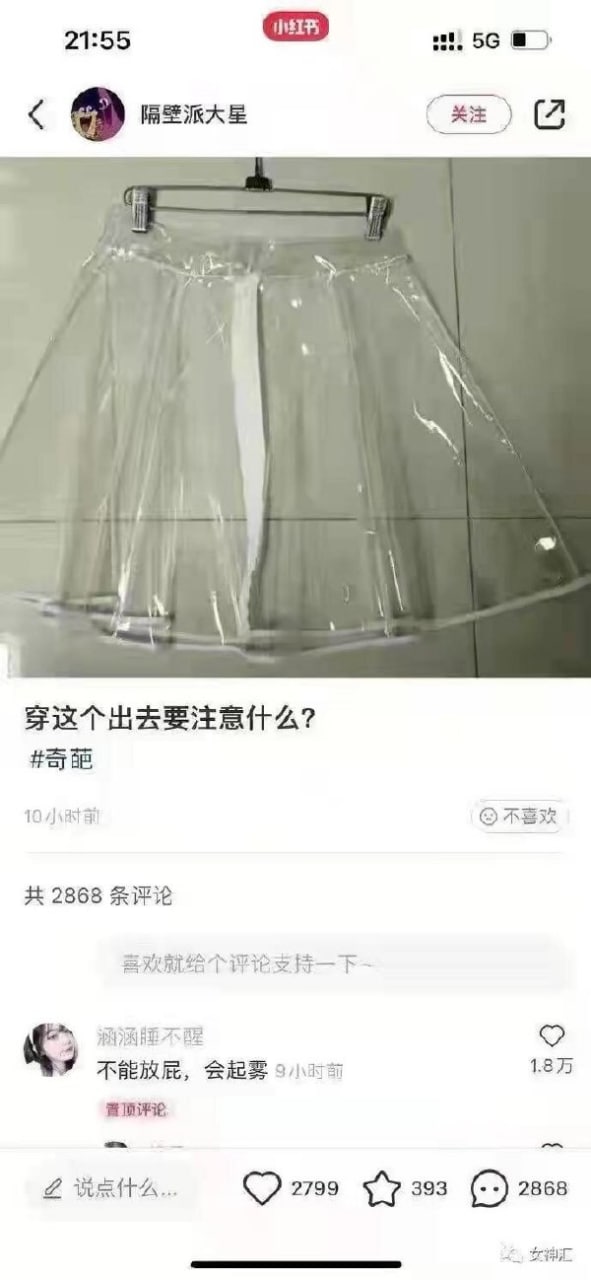 21:55
小红书
5G
隔壁派大星
关注
穿这个出去要注意什么?
#奇葩
10小时前
不喜欢
共 2868 条评论
喜欢就给个评论支持一下~
涵涵睡不醒
不能放屁，会起雾 9小时前
1.8万
置顶评论
说点什么...
2799
393
2868
女神汇